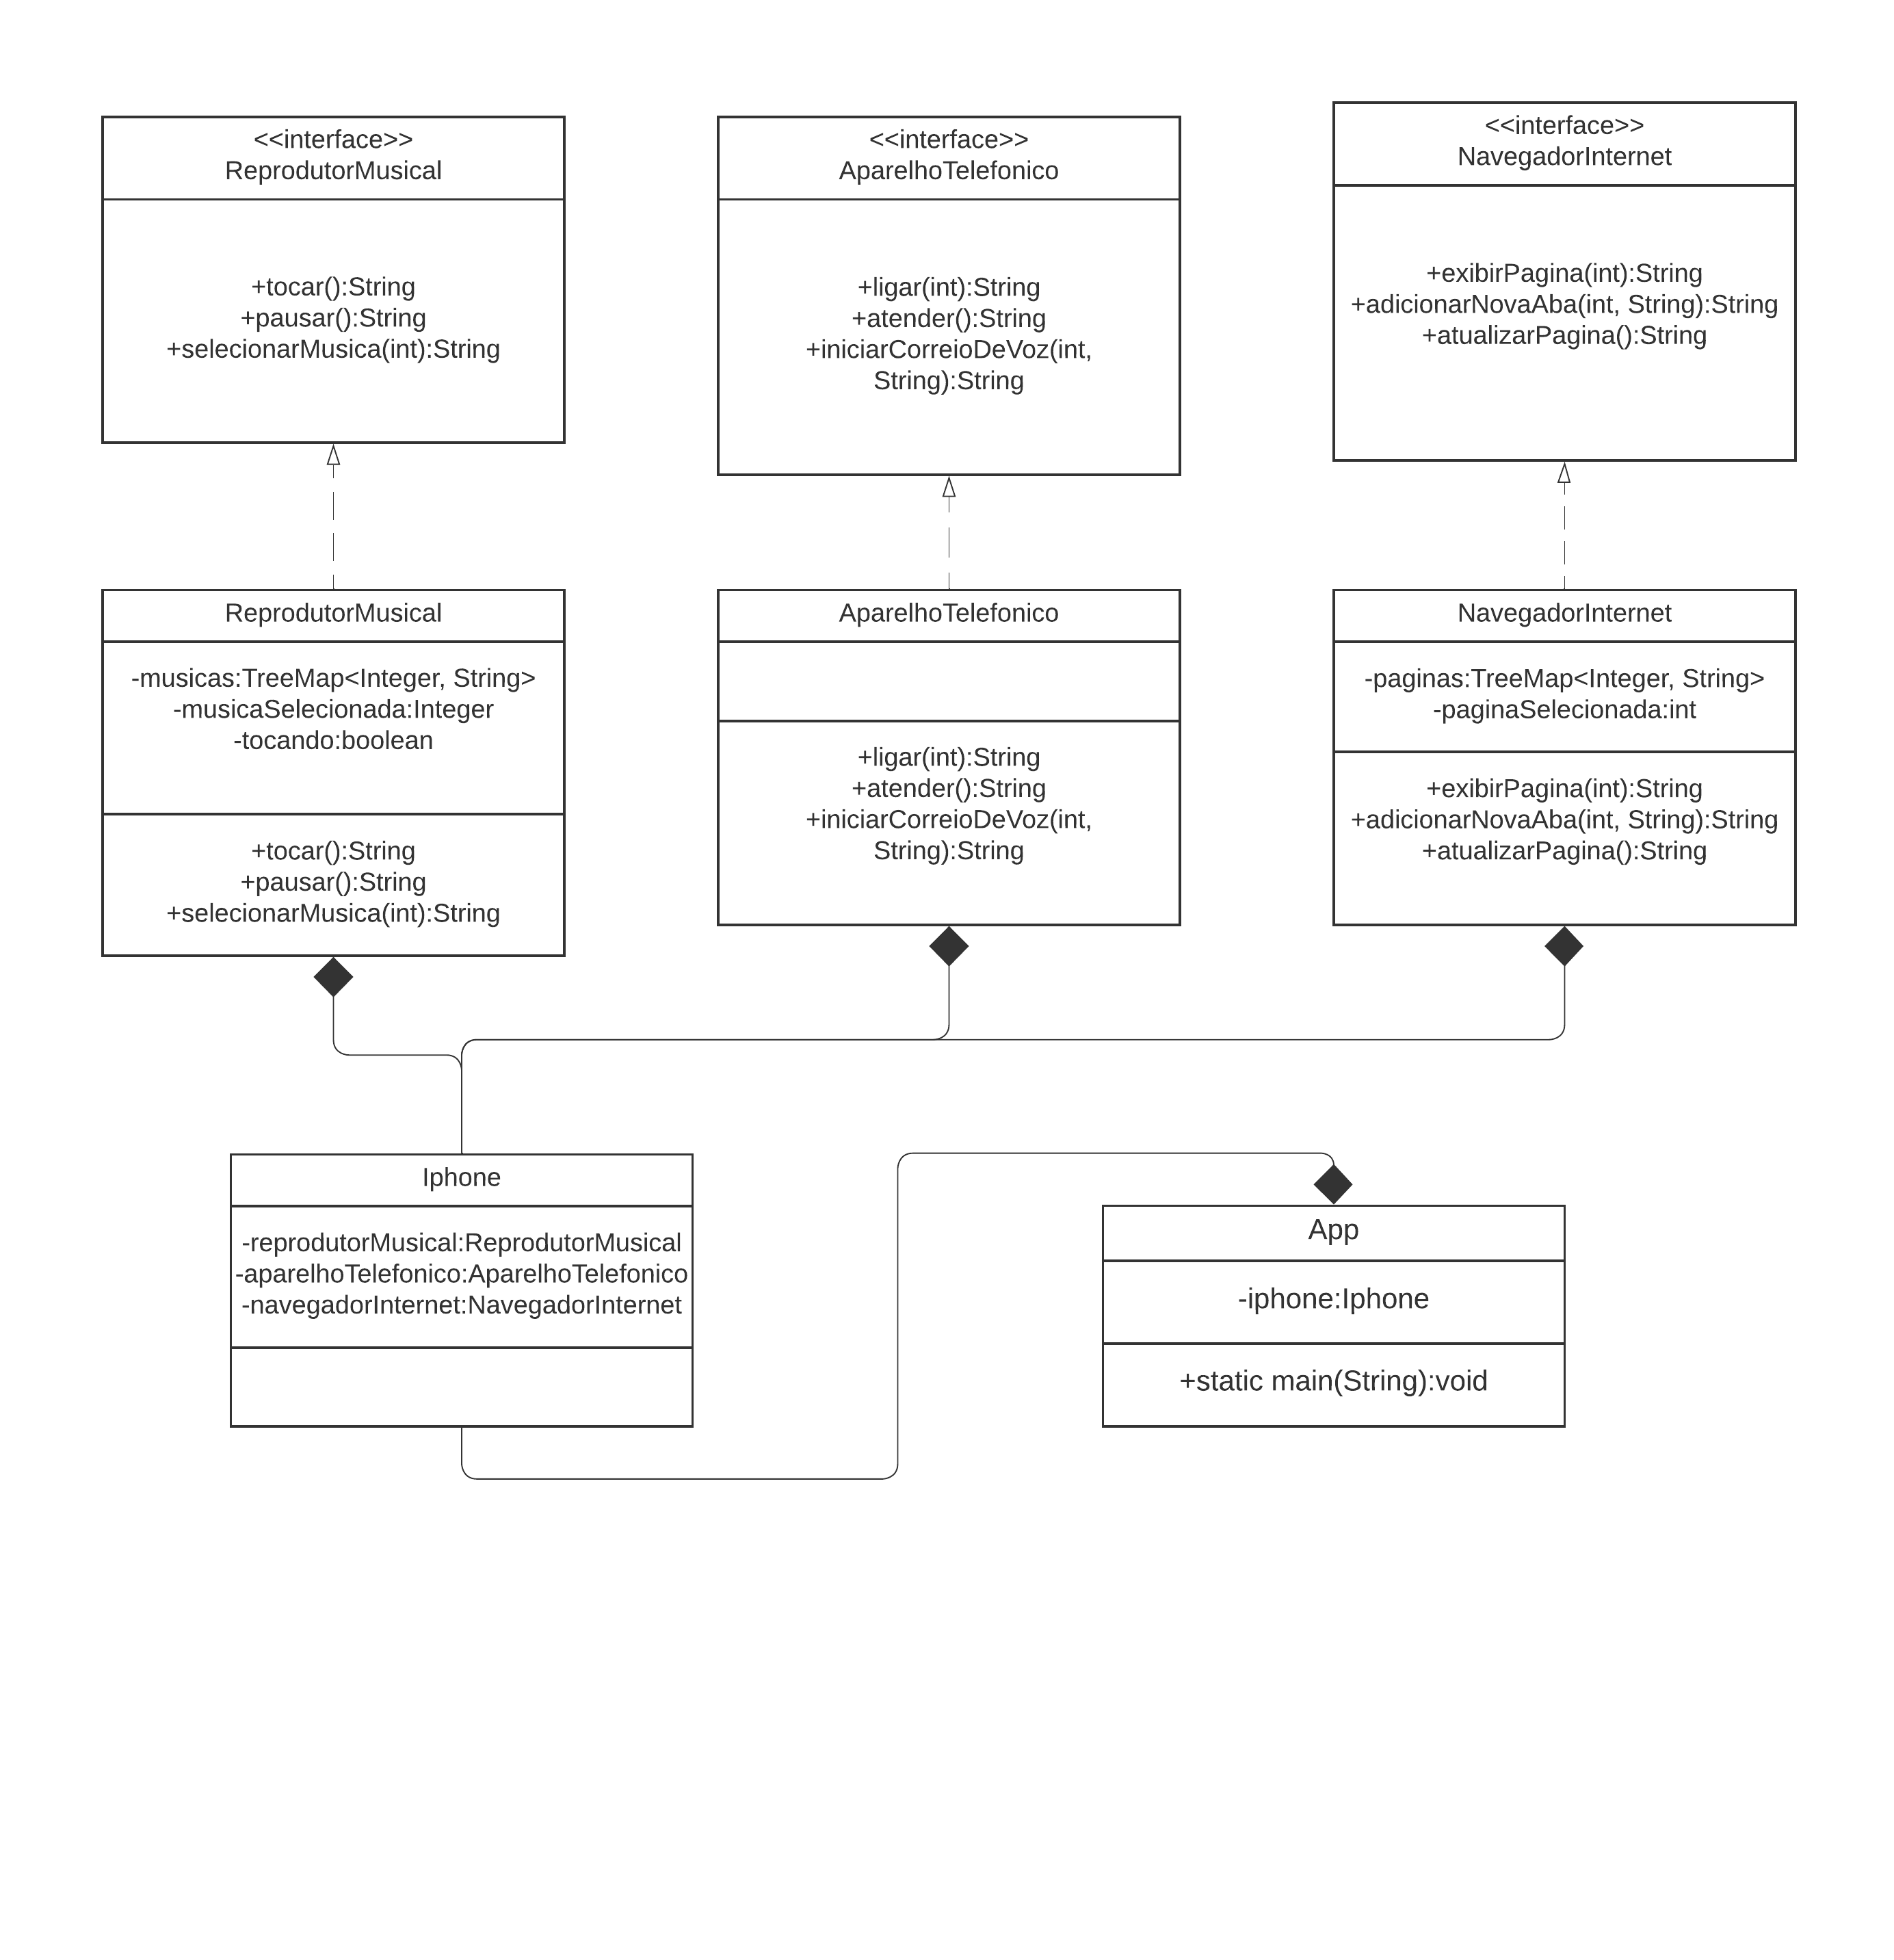 <<interface>>
ReprodutorMusical
+tocar():String
+pausar():String
+selecionarMusica(int):String
<<interface>>
AparelhoTelefonico
+ligar(int):String
+atender():String
+iniciarCorreioDeVoz(int,
String):String
<<interface>>
NavegadorInternet
+exibirPagina(int):String
+adicionarNovaAba(int, String):String
+atualizarPagina():String
ReprodutorMusical
-musicas:TreeMap<Integer, String>
-musicaSelecionada:Integer
-tocando:boolean
+tocar():String
+pausar():String
+selecionarMusica(int):String
AparelhoTelefonico
+ligar(int):String
+atender():String
+iniciarCorreioDeVoz(int,
String):String
NavegadorInternet
-paginas:TreeMap<Integer, String>
-paginaSelecionada:int
+exibirPagina(int):String
+adicionarNovaAba(int, String):String
+atualizarPagina():String
Iphone
-reprodutorMusical:ReprodutorMusical
-aparelhoTelefonico:AparelhoTelefonico
-navegadorInternet:NavegadorInternet
App
-iphone:Iphone
+static main(String):void